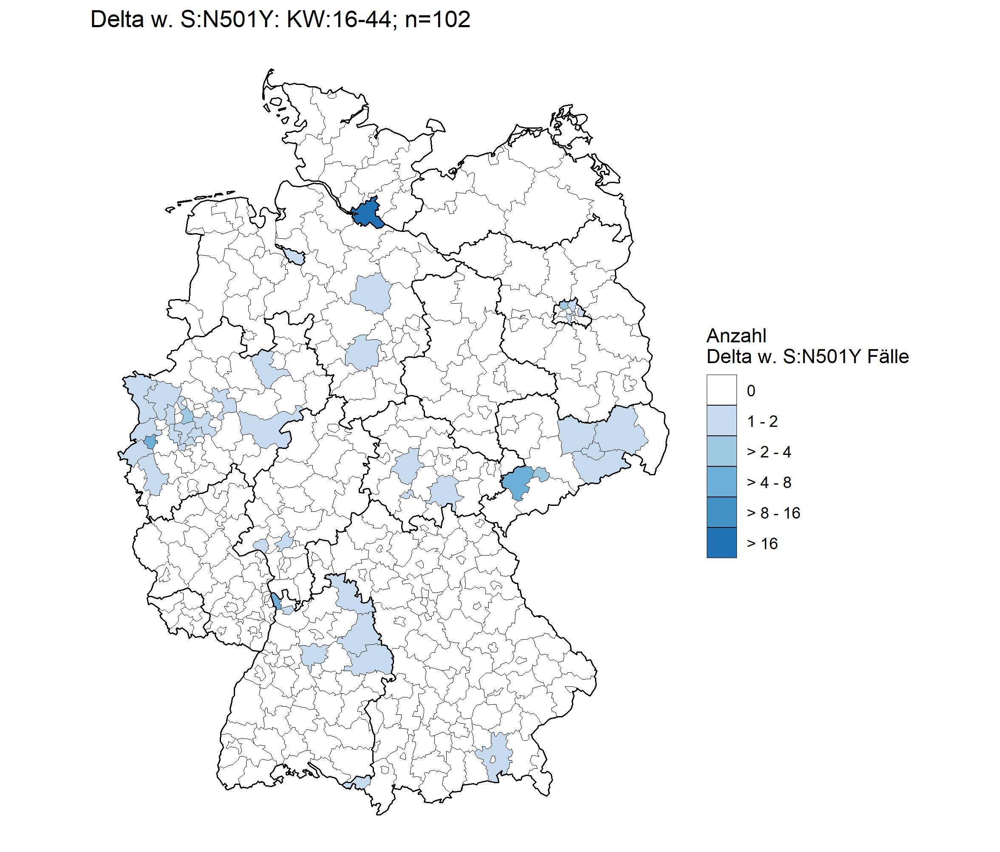 Delta w. S:N501Y: KW:16-44; n=102
Anzahl
Delta w. S:N501Y Fälle
0
1 - 2
> 2 - 4
> 4 - 8
> 8 - 16
> 16